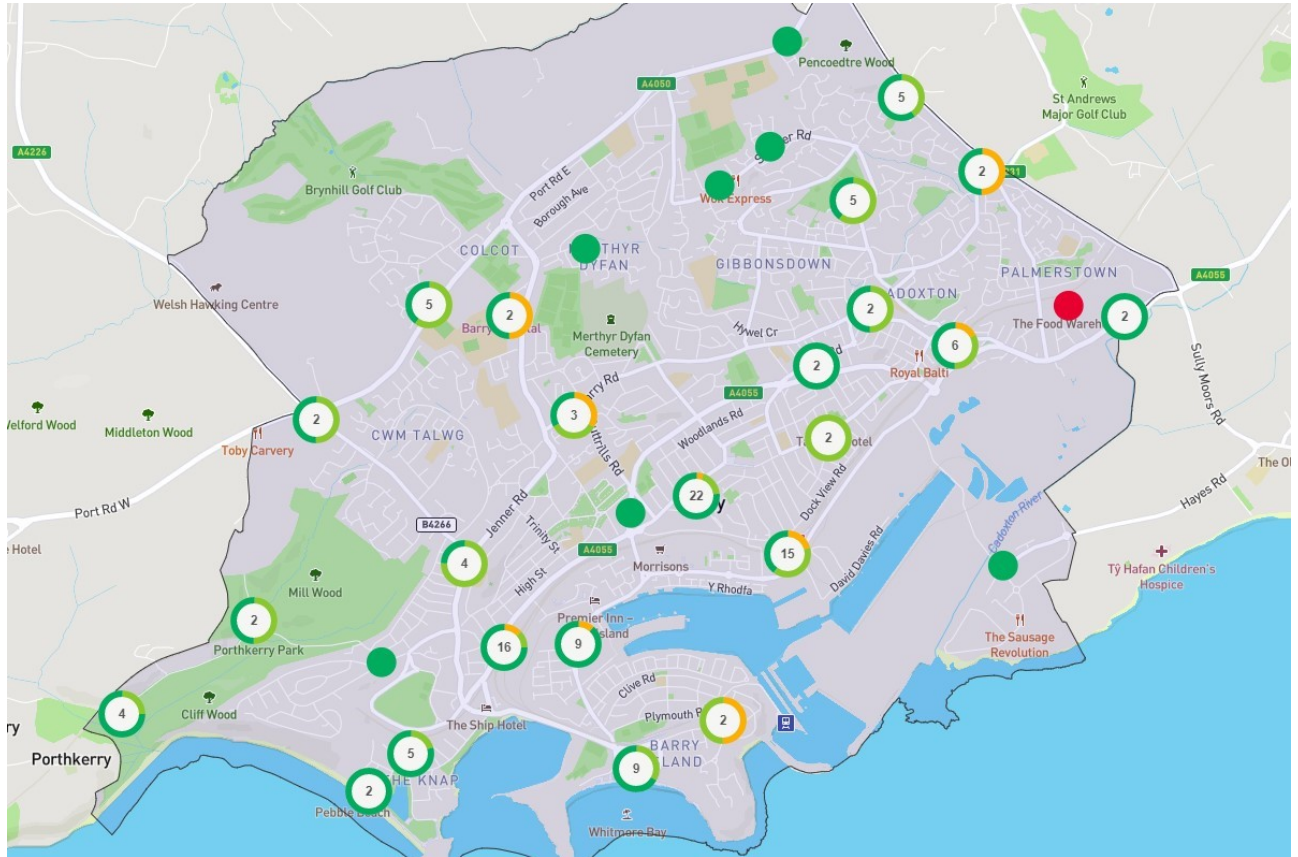 Pencoedtre Wood
A4050
5
St Andrews
Major Golf Club
A4226
Brynhill Golf Club
Port Rd E
Borough Ave
Wok Express
2
5
COLCOT
DYFAN
GIBBONSDOWN
PALMERSTOWN
A4055
Welsh Hawking Centre
5
2
Merthyr Dyfan
Cemetery
Hywel Cr
2
The Food
2
6
Royal Balti
Sully Moors Rd
2
A4055
Welford Wood
Middleton Wood
2
Toby Carvery
CWM TALWG
3
Woodlands Rd
2
Port Rd W
B4266
Jenner Rd
Trinity St
22
Dock View Rd
Cadoxton River
Hayes Rd
The
Hotel
4
High St
A4055
Morrisons
15
David Davies Rd
Tŷ Hafan Children's
Hospice
Mill Wood
Y Rhodfa
2
Porthkerry Park
16
Premier Inn -
9
The Sausage
Revolution
4
Cliff Wood
Clive Rd
Plymouth
2
The Ship Hotel
Porthkerry
5
THE KNAP
BARRY
9
2
Whitmore Bay